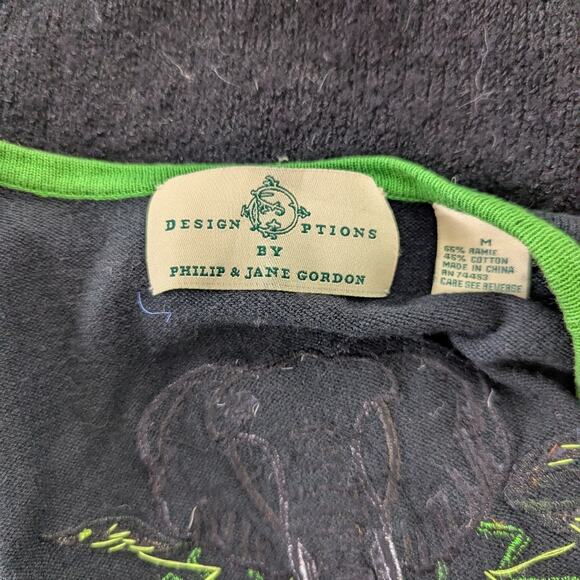 DESIGN OPTIONS
BY
PHILIP & JANE GORDON
M
55% RAMIE
45% COTTON
MADE IN CHINA
RN 74453
CARE SEE REVERSE